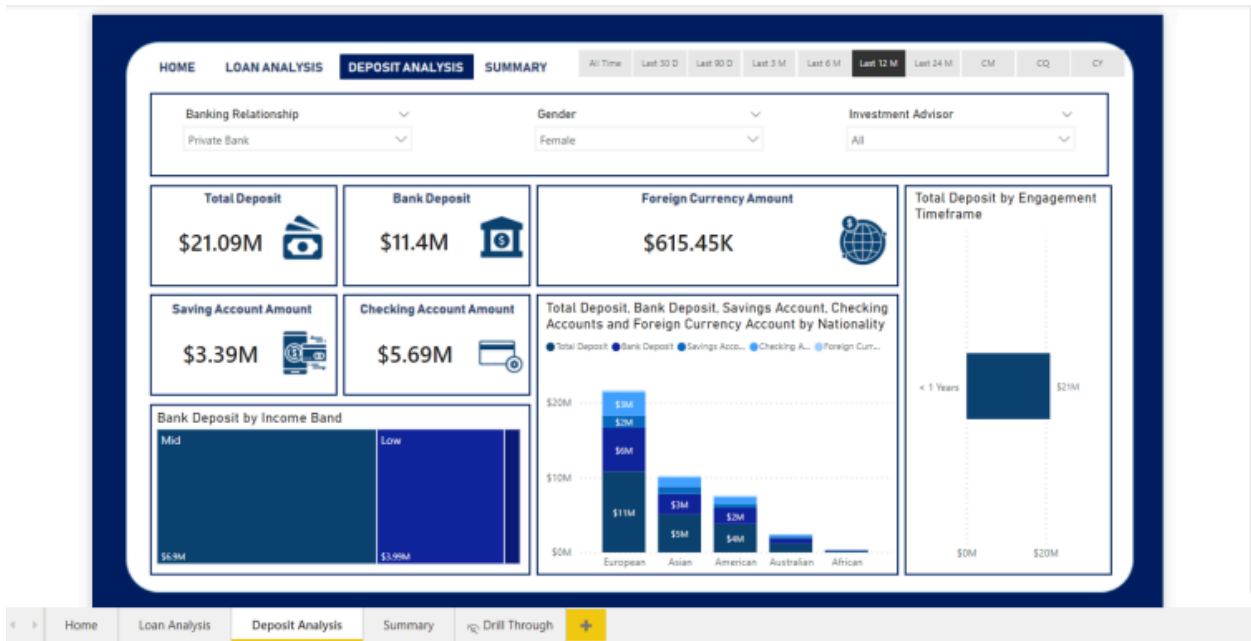 HOME LOAN ANALYSIS DEPOSIT ANALYSIS SUMMARY
All Time Last 30 D Last 90 D Last 3 M Last 6 M Last 12 M Last 24 M CM CQ CY
Banking Relationship Gender Investment Advisor
Private Bank Female All
Total Deposit
$21.09M
Bank Deposit
$11.4M
Foreign Currency Amount
$615.45K
Total Deposit by Engagement
Timeframe
< 1 Years $21M
$0M $20M
Saving Account Amount
$3.39M
Checking Account Amount
$5.69M
Total Deposit, Bank Deposit, Savings Account, Checking
Accounts and Foreign Currency Account by Nationality
Total Deposit Bank Deposit Savings Acco... Checking A... Foreign Curr...
$20M
$10M
$0M
$3M
$2M
$6M
$11M
$3M
$5M
$2M
$4M
European Asian American Australian African
Bank Deposit by Income Band
Mid Low
$6.9M $3.99M
Home Loan Analysis Deposit Analysis Summary Drill Through +